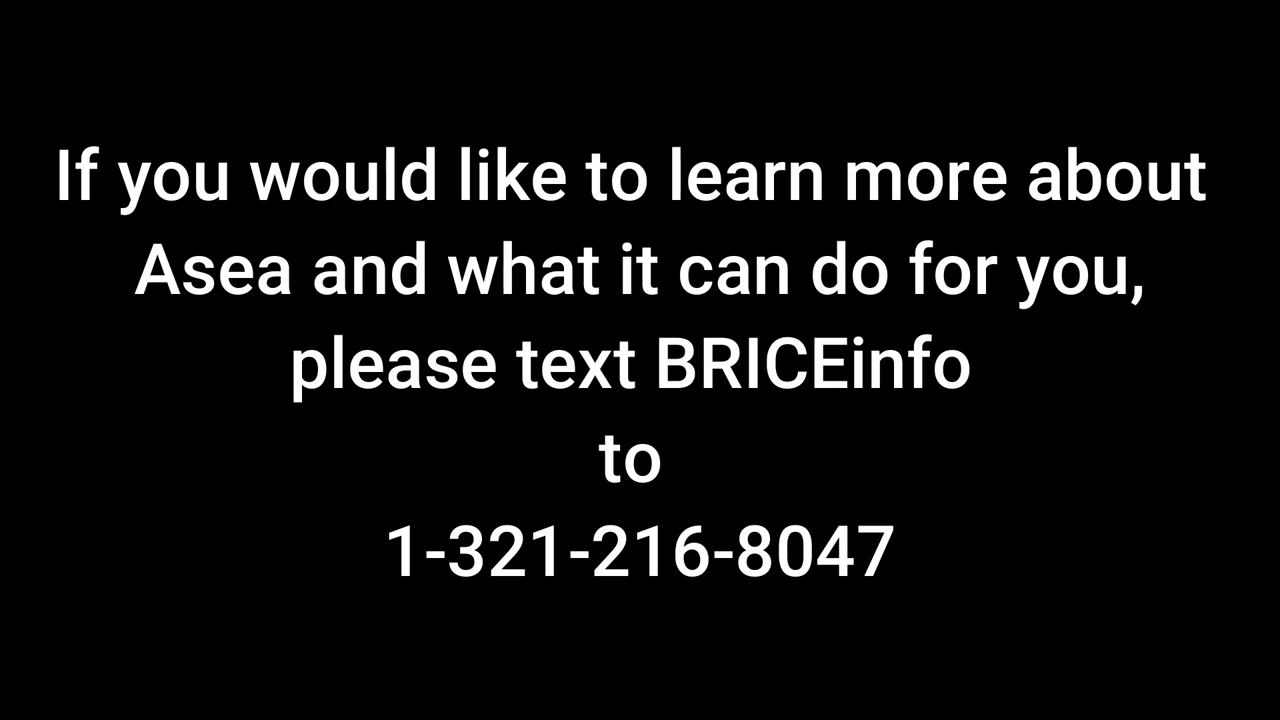 If you would like to learn more about
Asea and what it can do for you,
please text BRICEinfo
to
1-321-216-8047